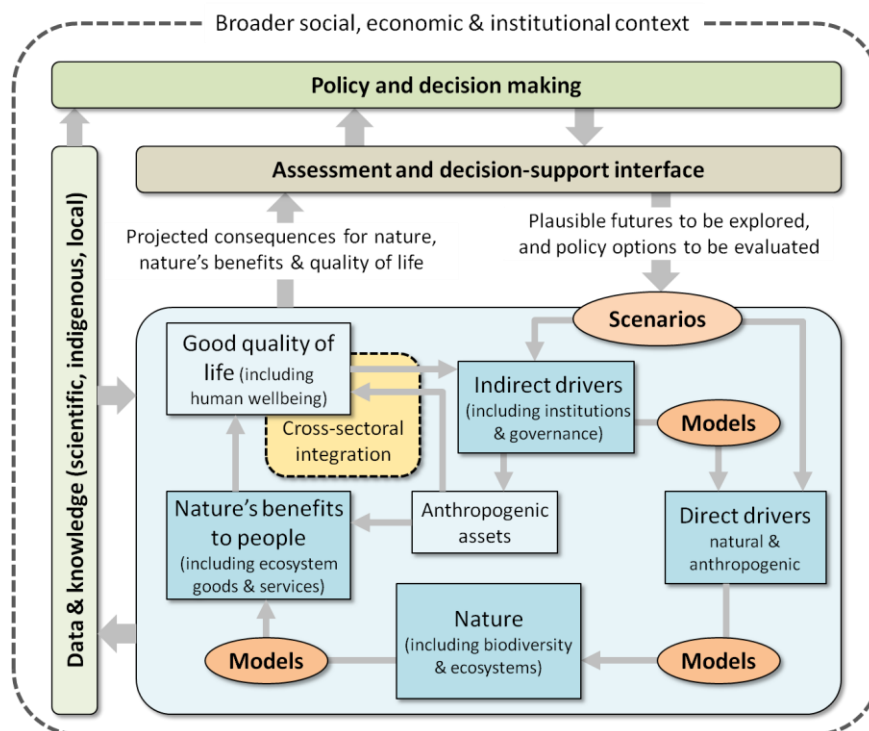 Broader social, economic & institutional context
Policy and decision making
Assessment and decision-support interface
Data & knowledge (scientific, indigenous, local)
Projected consequences for nature,
nature's benefits & quality of life
Plausible futures to be explored,
and policy options to be evaluated
Scenarios
Good quality of
life (including
human wellbeing)
Cross-sectoral
integration
Indirect drivers
(including institutions
& governance)
Models
Nature's benefits
to people
(including ecosystem
goods & services)
Anthropogenic
assets
Direct drivers
natural &
anthropogenic
Models
Nature
(including biodiversity
& ecosystems)
Models